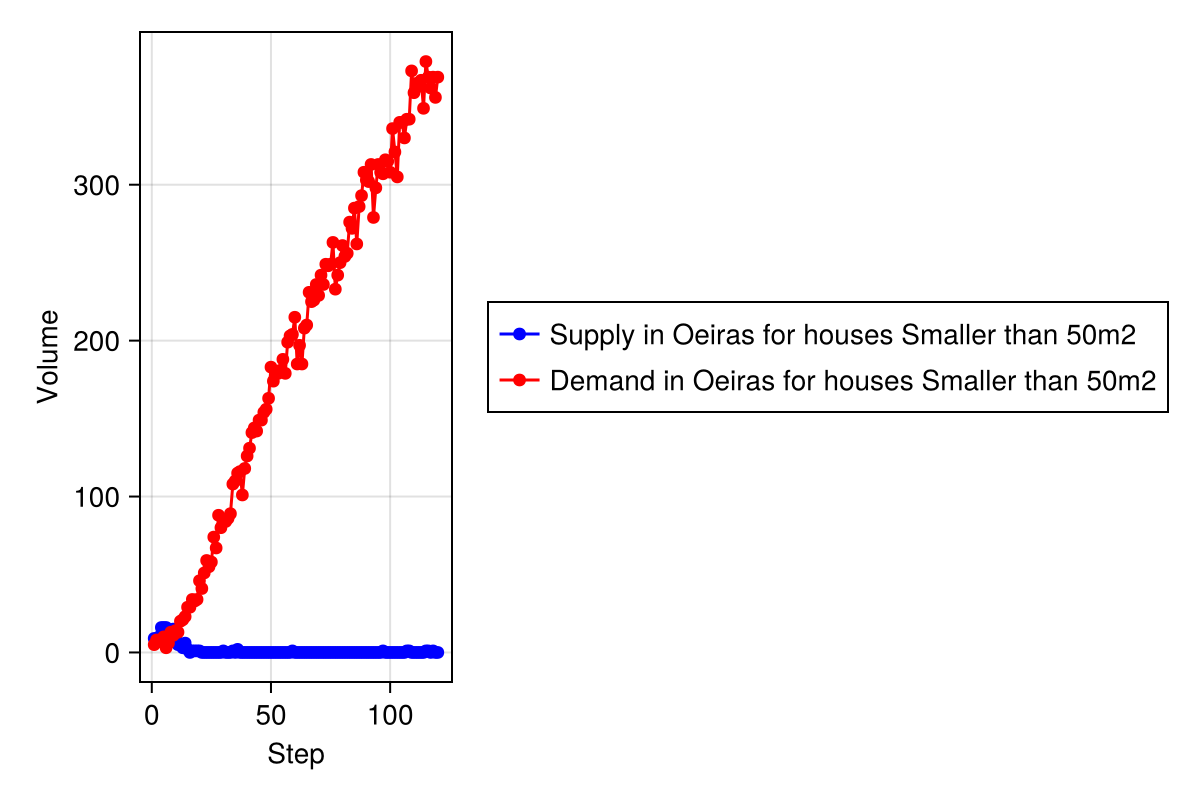 Volume
300
200
100
0
0 50 100
Step
Supply in Oeiras for houses Smaller than 50m2
Demand in Oeiras for houses Smaller than 50m2